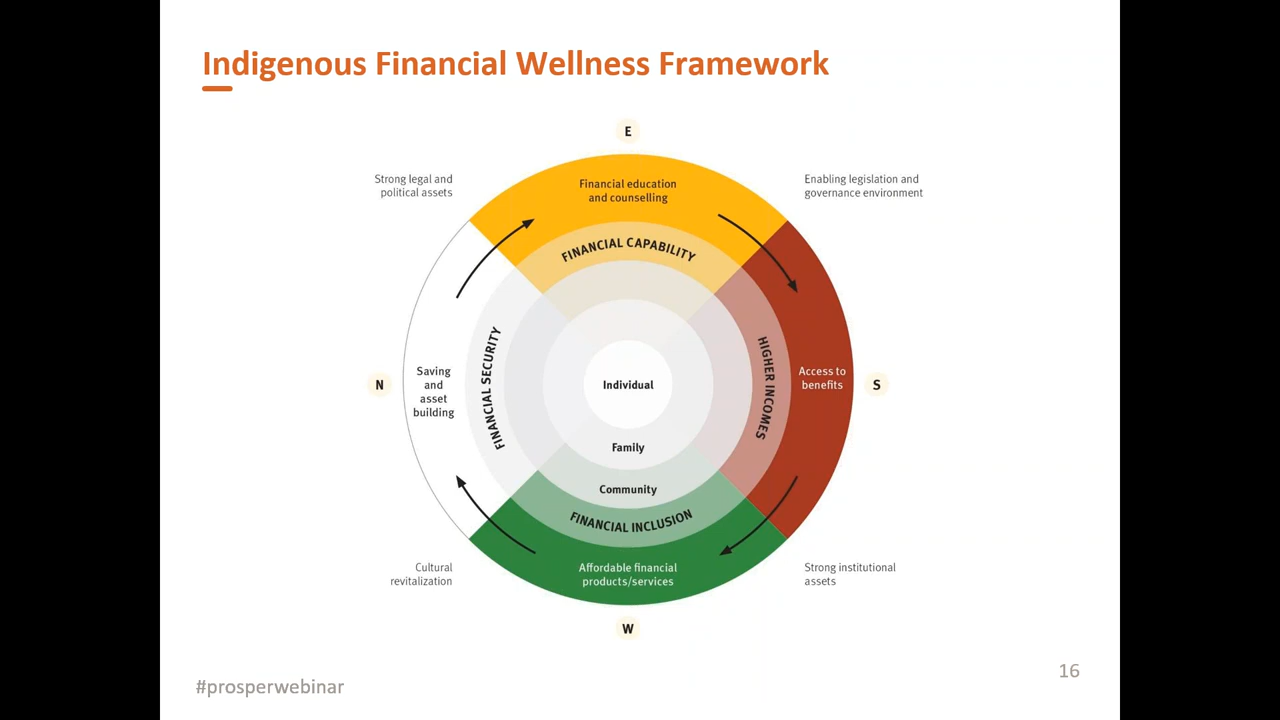 Indigenous Financial Wellness Framework
E
Strong legal and
political assets
Financial education
and counselling
Enabling legislation and
governance environment
FINANCIAL CAPABILITY
N
Saving
and
asset
building
FINANCIAL SECURITY
Individual
HIGHER INCOMES
Access to
benefits
S
Family
Community
FINANCIAL INCLUSION
Cultural
revitalization
Affordable financial
products/services
Strong institutional
assets
W
#prosperwebinar
16